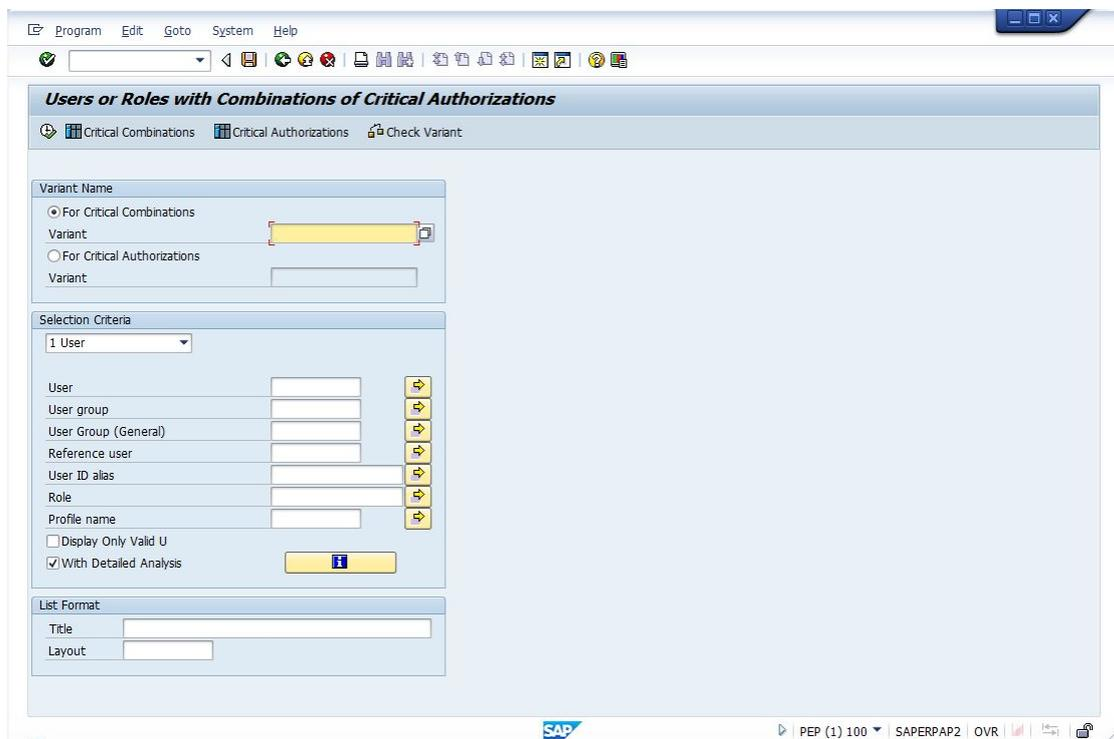 Program Edit Goto System Help
Users or Roles with Combinations of Critical Authorizations
Critical Combinations Critical Authorizations Check Variant
Variant Name
For Critical Combinations
Variant
For Critical Authorizations
Variant
Selection Criteria
1 User
User
User group
User Group (General)
Reference user
User ID alias
Role
Profile name
Display Only Valid U
With Detailed Analysis
List Format
Title
Layout
SAP PEP (1) 100 SAPERPAP2 OVR